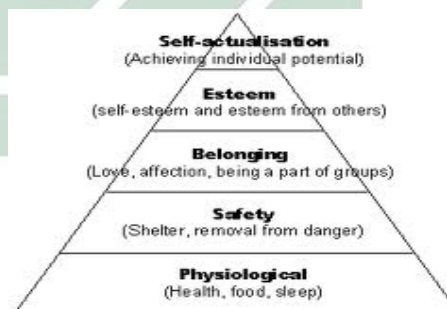 Self-actualisation
(Achieving individual potential)
Esteem
(self-esteem and esteem from others)
Belonging
(Love, affection, being a part of groups)
Safety
(Shelter, removal from danger)
Physiological
(Health, food, sleep)